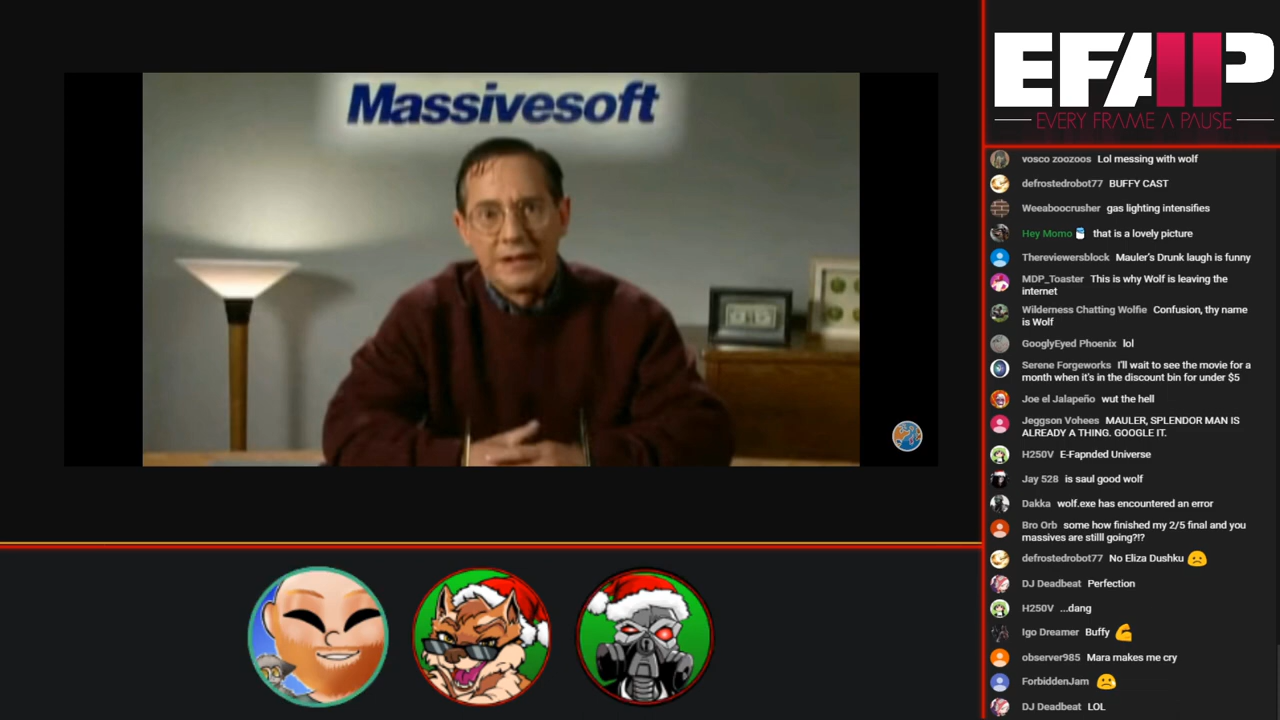 Massivesoft
EFAP
EVERY FRAME A PAUSE
vosco zoozoos Lol messing with wolf
defrostedrobot77 BUFFY CAST
Weeaboocrusher gas lighting intensifies
Hey Momo that is a lovely picture
Thereviewersblock Mauler's Drunk laugh is funny
MDP_Toaster This is why Wolf is leaving the
internet
Wilderness Chatting Wolfie Confusion, thy name
is Wolf
GooglyEyed Phoenix lol
Serene Forgeworks I'll wait to see the movie for a
month when it's in the discount bin for under $5
Joe el Jalapeño wut the hell
Jeggson Vohees MAULER, SPLENDOR MAN IS
ALREADY A THING. GOOGLE IT.
H250V E-Fapnded Universe
Jay 528 is saul good wolf
Dakka wolf.exe has encountered an error
Bro Orb some how finished my 2/5 final and you
massives are stilll going?!?
defrostedrobot77 No Eliza Dushku
DJ Deadbeat Perfection
H250V ...dang
Igo Dreamer Buffy
observer985 Mara makes me cry
ForbiddenJam
DJ Deadbeat LOL